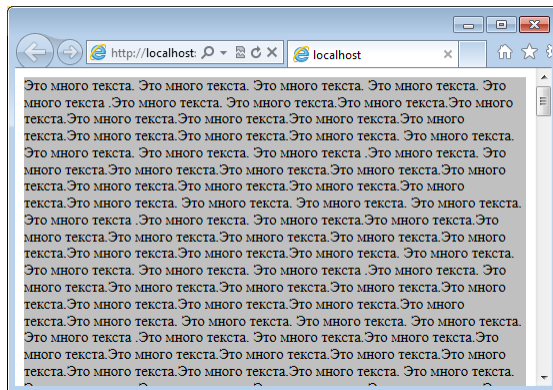 http://localhost:
localhost
Это много текста. Это много текста. Это много текста. Это много текста. Это
много текста .Это много текста. Это много текста.Это много текста.Это много
текста.Это много текста.Это много текста.Это много текста.Это много
текста.Это много текста.Это много текста.Это много текста. Это много текста.
Это много текста. Это много текста. Это много текста .Это много текста. Это
много текста.Это много текста.Это много текста.Это много текста.Это много
текста.Это много текста.Это много текста.Это много текста.Это много
текста.Это много текста. Это много текста. Это много текста. Это много текста.
Это много текста .Это много текста. Это много текста.Это много текста.Это
много текста.Это много текста.Это много текста.Это много текста.Это много
текста.Это много текста.Это много текста.Это много текста. Это много текста.
Это много текста. Это много текста. Это много текста .Это много текста. Это
много текста.Это много текста.Это много текста.Это много текста.Это много
текста.Это много текста.Это много текста.Это много текста.Это много
текста.Это много текста. Это много текста. Это много текста. Это много текста.
Это много текста .Это много текста. Это много текста.Это много текста.Это
много текста.Это много текста.Это много текста.Это много текста.Это много
текста.Это много текста.Это много текста.Это много текста. Это много текста.